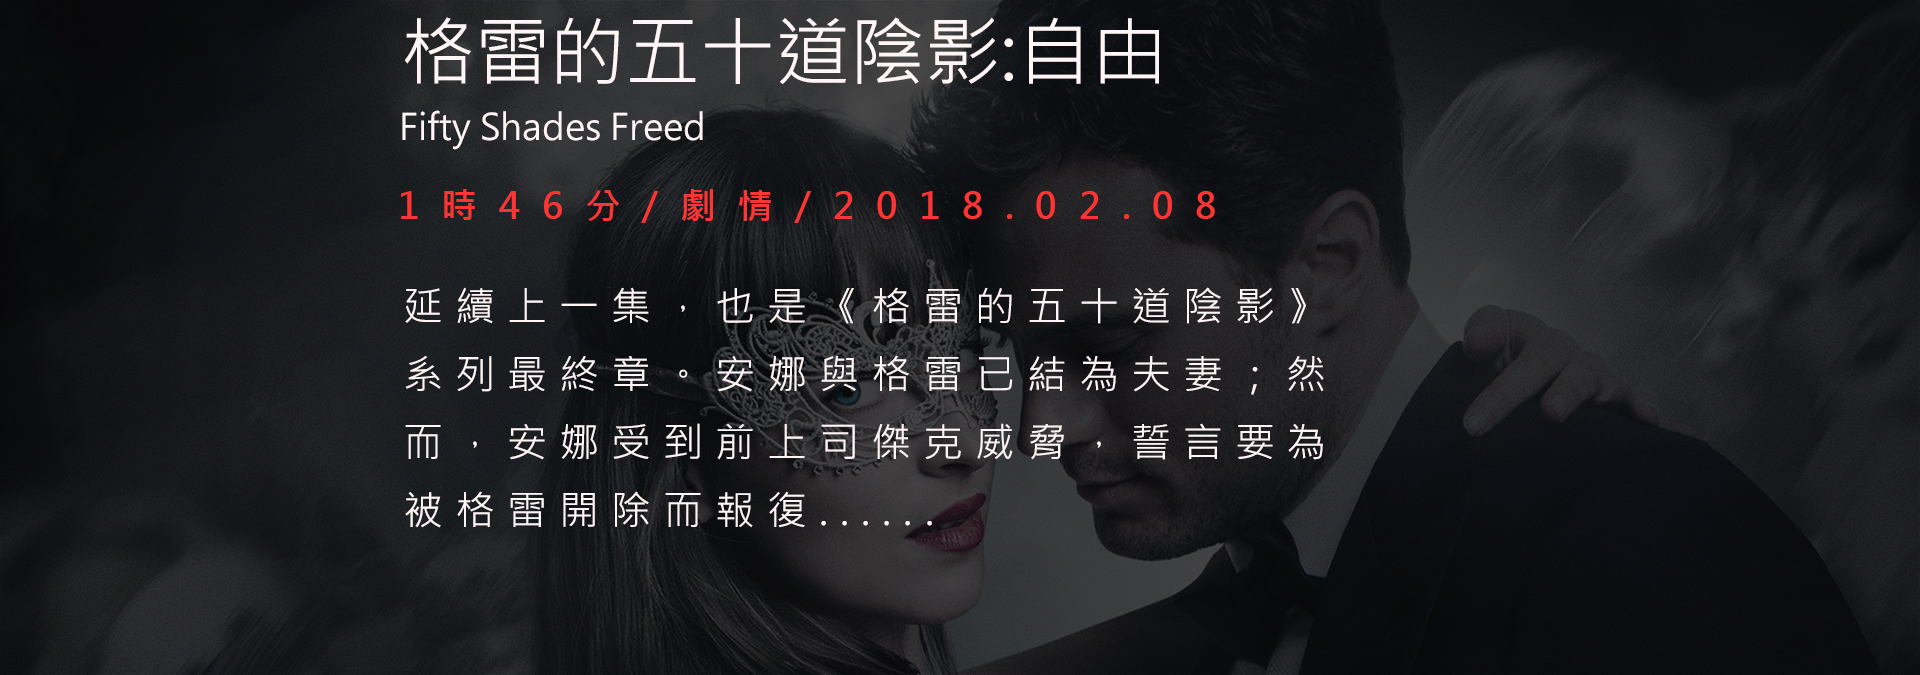 格雷的五十道陰影:自由
Fifty Shades Freed
1時46分/劇情/2018.02.08
延續上一集，也是《格雷的五十道陰影》
系列最終章。安娜與格雷已結為夫妻；然
而，安娜受到前上司傑克威脅，誓言要為
被格雷開除而報復......